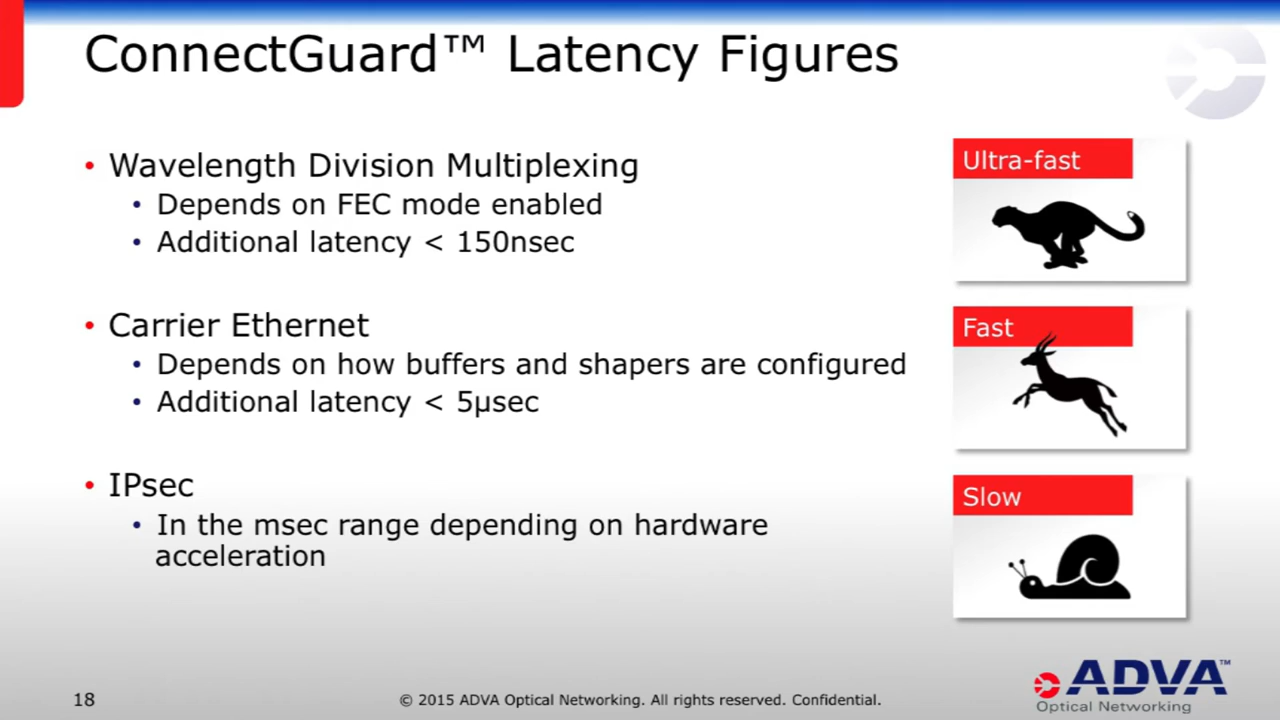 ConnectGuard™ Latency Figures
• Wavelength Division Multiplexing
• Depends on FEC mode enabled
• Additional latency < 150nsec
Ultra-fast
• Carrier Ethernet
• Depends on how buffers and shapers are configured
• Additional latency < 5µsec
Fast
• IPsec
• In the msec range depending on hardware
acceleration
Slow
18
© 2015 ADVA Optical Networking. All rights reserved. Confidential.
ADVA™
Optical Networking